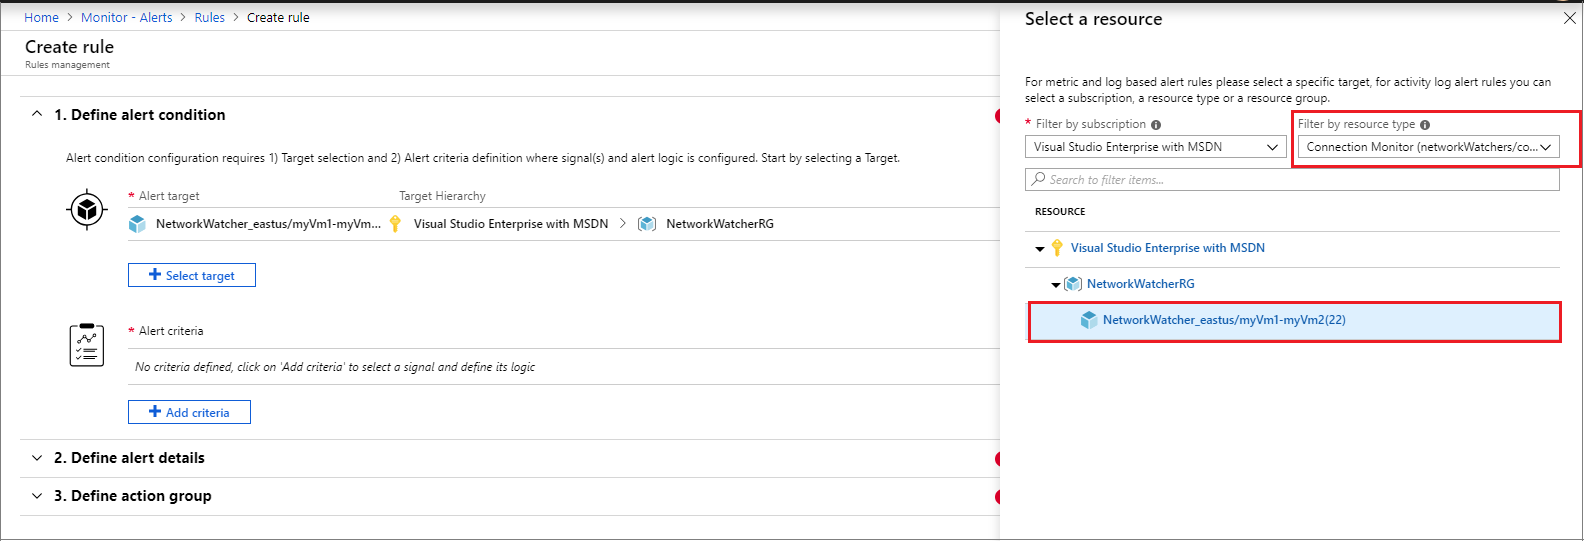 Home > Monitor - Alerts > Rules > Create rule
Create rule
Rules management
1. Define alert condition
Alert condition configuration requires 1) Target selection and 2) Alert criteria definition where signal(s) and alert logic is configured. Start by selecting a Target.
* Alert target
Target Hierarchy
NetworkWatcher_eastus/myVm1-myVm...
Visual Studio Enterprise with MSDN > NetworkWatcherRG
+ Select target
* Alert criteria
No criteria defined, click on 'Add criteria' to select a signal and define its logic
+ Add criteria
2. Define alert details
3. Define action group
Select a resource
For metric and log based alert rules please select a specific target, for activity log alert rules you can
select a subscription, a resource type or a resource group.
* Filter by subscription
Visual Studio Enterprise with MSDN
Filter by resource type
Connection Monitor (networkWatchers/co...
Search to filter items...
RESOURCE
Visual Studio Enterprise with MSDN
NetworkWatcherRG
NetworkWatcher_eastus/myVm1-myVm2(22)